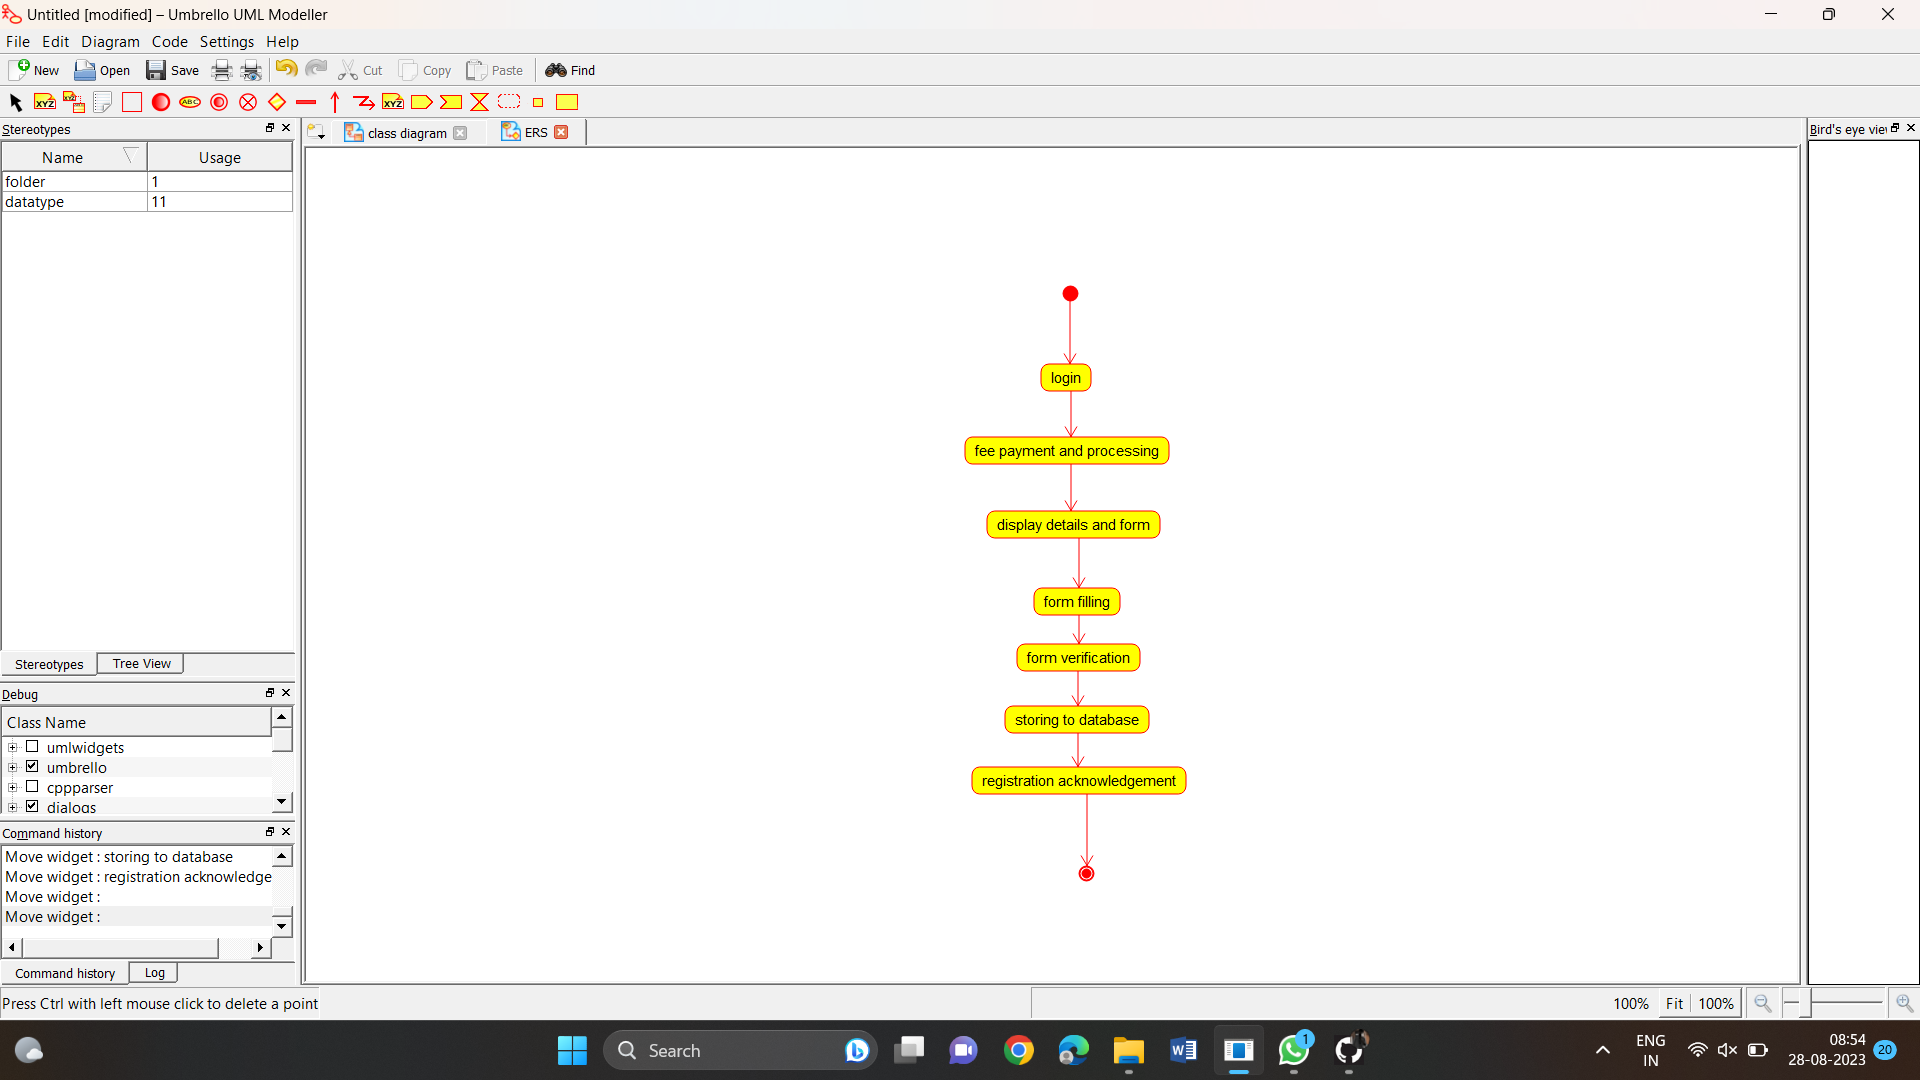 Untitled [modified] – Umbrello UML Modeller
File Edit Diagram Code Settings Help
New Open Save Cut Copy Paste Find
XYZ XYZ ABC XYZ
Stereotypes
class diagram ERS
Bird's eye vie
Name Usage
folder 1
datatype 11
login
fee payment and processing
display details and form
form filling
form verification
storing to database
registration acknowledgement
Stereotypes Tree View
Debug
Class Name
umlwidgets
umbrello
cppparser
dialogs
Command history
Move widget : storing to database
Move widget : registration acknowledge
Move widget :
Move widget :
Command history Log
Press Ctrl with left mouse click to delete a point
100% Fit 100%
Search
1
ENG
IN
08:54
28-08-2023
20